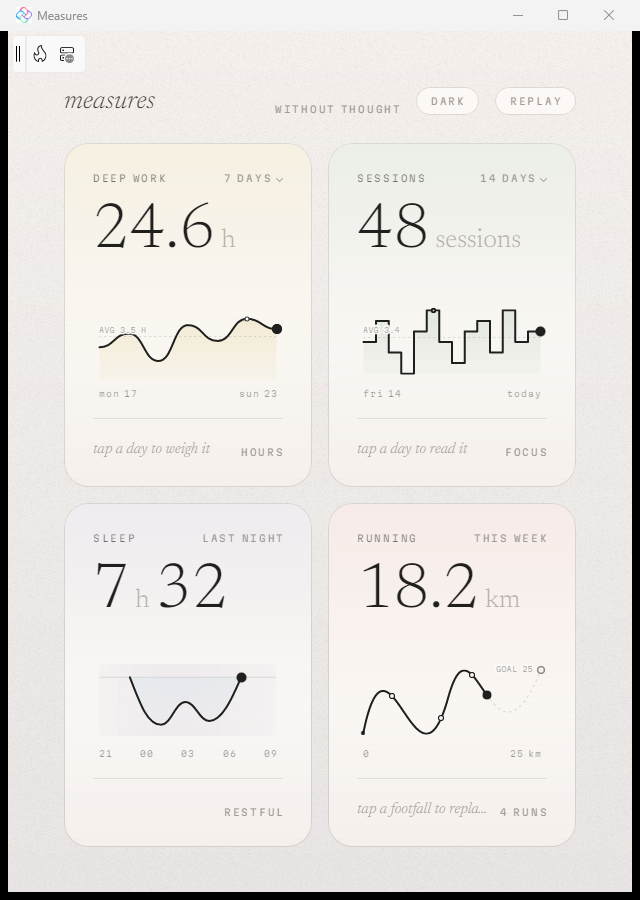 Measures
measures
WITHOUT THOUGHT
DARK
REPLAY
DEEP WORK
7 DAYS
24.6 h
AVG 3.5 H
mon 17
sun 23
tap a day to weigh it
HOURS
SESSIONS
14 DAYS
48 sessions
AVG 3.4
fri 14
today
tap a day to read it
FOCUS
SLEEP
LAST NIGHT
7 h 32
21 00 03 06 09
RESTFUL
RUNNING
THIS WEEK
18.2 km
GOAL 25
0
25 km
tap a footfall to repla…
4 RUNS